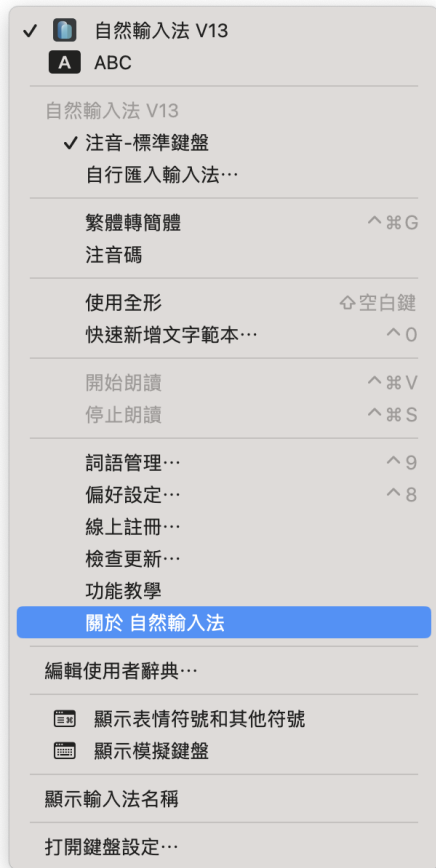 ✓ 自然輸入法 V13
A ABC
自然輸入法 V13
✓ 注音-標準鍵盤
自行匯入輸入法⋯
繁體轉簡體 ^⌘G
注音碼
使用全形 ⇧空白鍵
快速新增文字範本⋯ ^0
開始朗讀 ^⌘V
停止朗讀 ^⌘S
詞語管理⋯ ^9
偏好設定⋯ ^8
線上註冊⋯
檢查更新⋯
功能教學
關於 自然輸入法
編輯使用者辭典⋯
顯示表情符號和其他符號
顯示模擬鍵盤
顯示輸入法名稱
打開鍵盤設定⋯